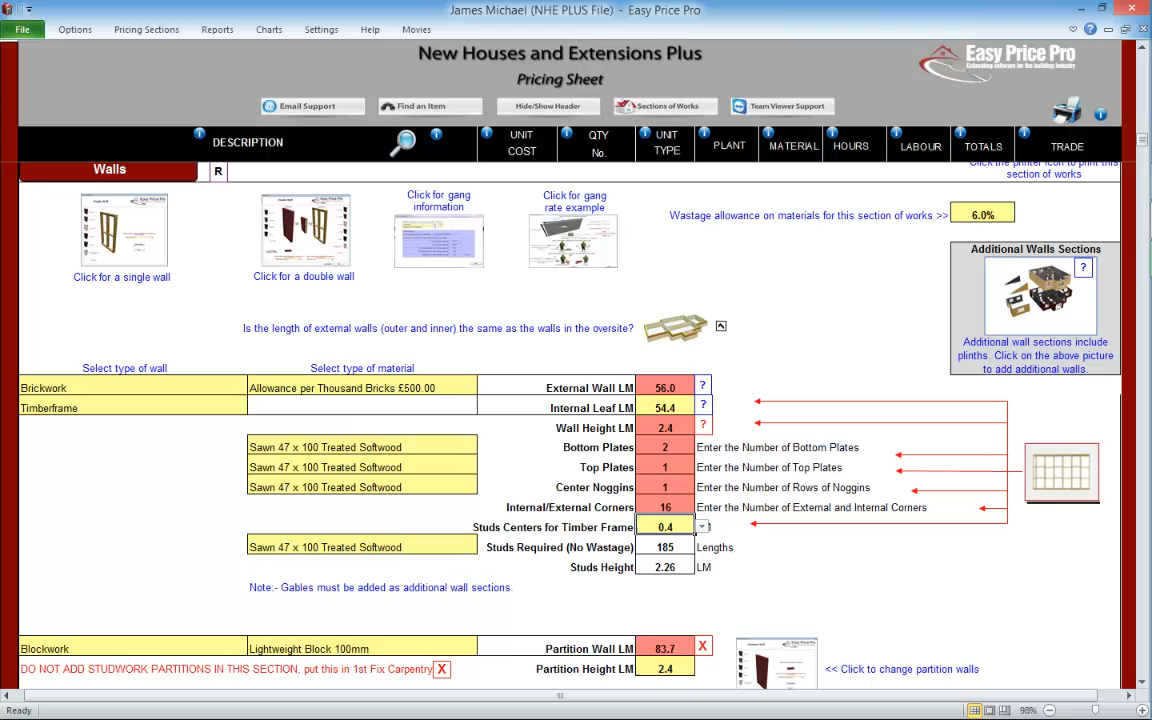 James Michael (NHE PLUS File) - Easy Price Pro
File Options Pricing Sections Reports Charts Settings Help Movies
New Houses and Extensions Plus
Pricing Sheet
Easy Price Pro
Estimating software for the building industry
Email Support Find an Item Hide/Show Header Sections of Works Team Viewer Support
DESCRIPTION UNIT COST QTY No. UNIT TYPE PLANT MATERIAL HOURS LABOUR TOTALS TRADE
Walls R
Click the printer icon to print this
section of works
Click for a single wall
Click for a double wall
Click for gang
information
Click for gang
rate example
Wastage allowance on materials for this section of works >> 6.0%
Additional Walls Sections
?
Additional wall sections include
plinths. Click on the above picture
to add additional walls.
Is the length of external walls (outer and inner) the same as the walls in the oversite?
Select type of wall Select type of material
Brickwork Allowance per Thousand Bricks £500.00 External Wall LM 56.0 ?
Timberframe Internal Leaf LM 54.4 ?
Wall Height LM 2.4 ?
Sawn 47 x 100 Treated Softwood Bottom Plates 2 Enter the Number of Bottom Plates
Sawn 47 x 100 Treated Softwood Top Plates 1 Enter the Number of Top Plates
Sawn 47 x 100 Treated Softwood Center Noggins 1 Enter the Number of Rows of Noggins
Internal/External Corners 16 Enter the Number of External and Internal Corners
Studs Centers for Timber Frame 0.4
Sawn 47 x 100 Treated Softwood Studs Required (No Wastage) 185 Lengths
Studs Height 2.26 LM
Note:- Gables must be added as additional wall sections.
Blockwork Lightweight Block 100mm Partition Wall LM 83.7 X
DO NOT ADD STUDWORK PARTITIONS IN THIS SECTION, put this in 1st Fix Carpentry X Partition Height LM 2.4
<< Click to change partition walls
Ready 98%